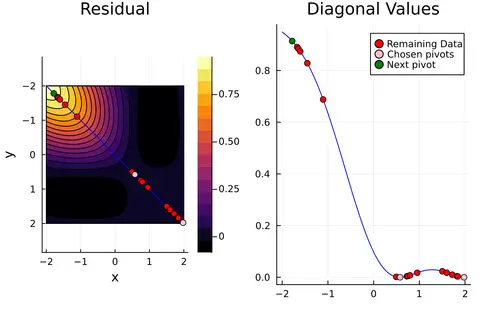 Residual
−2
−1
0
1
2
y
−2 −1 0 1 2
x
0.75
0.50
0.25
0
Diagonal Values
Remaining Data
Chosen pivots
Next pivot
0.8
0.6
0.4
0.2
0.0
−2 −1 0 1 2